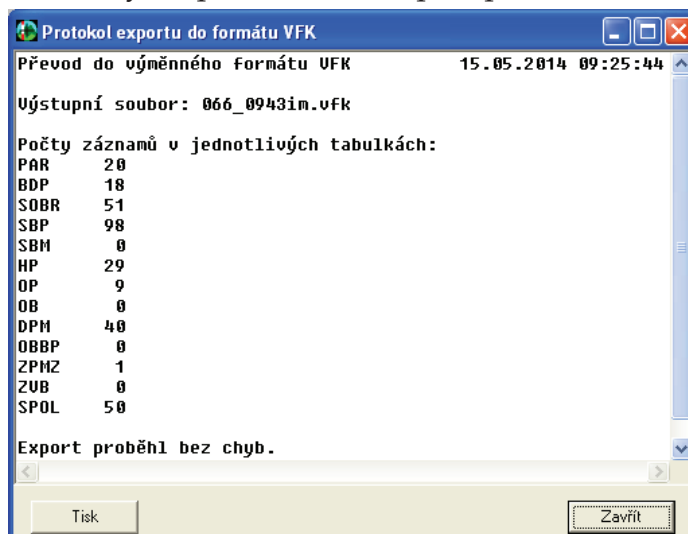 Protokol exportu do formátu VFK
Převod do výměnného formátu VFK 15.05.2014 09:25:44
Výstupní soubor: 066_0943im.vfk
Počty záznamů v jednotlivých tabulkách:
PAR 20
BDP 18
SOBR 51
SBP 98
SBM 0
HP 29
OP 9
OB 0
DPM 40
OBBP 0
ZPMZ 1
ZVB 0
SPOL 50
Export proběhl bez chyb.
Tisk Zavřít